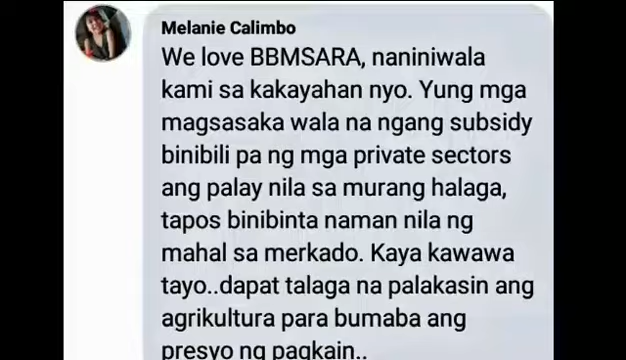 Melanie Calimbo
We love BBMSARA, naniniwala
kami sa kakayahan nyo. Yung mga
magsasaka wala na ngang subsidy
binibili pa ng mga private sectors
ang palay nila sa murang halaga,
tapos binibinta naman nila ng
mahal sa merkado. Kaya kawawa
tayo..dapat talaga na palakasin ang
agrikultura para bumaba ang
presyo ng pagkain..